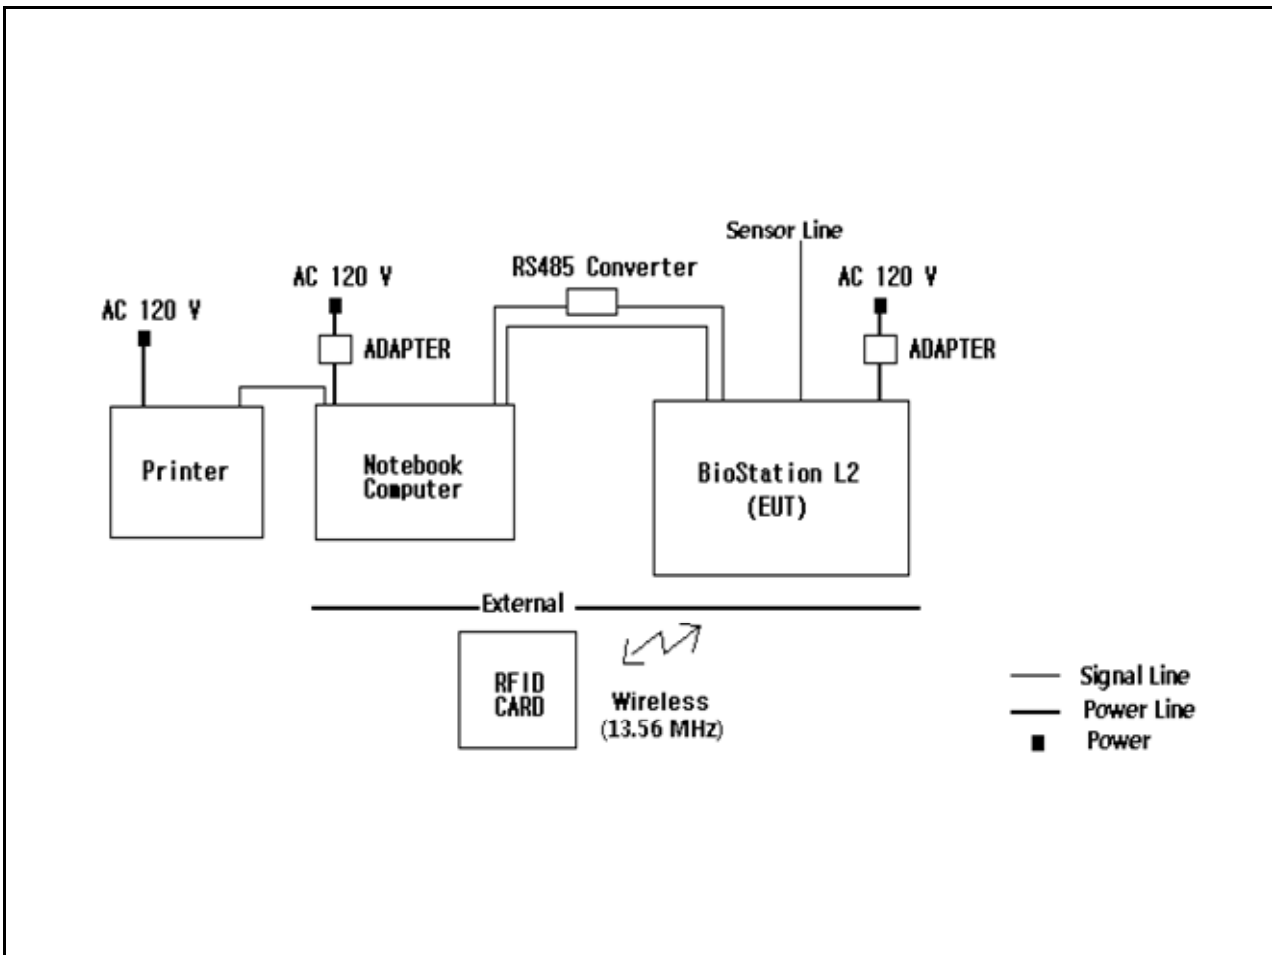 Sensor Line
RS485 Converter
AC 120 V
AC 120 V
AC 120 V
ADAPTER
ADAPTER
Printer
Notebook
Computer
BioStation L2
(EUT)
External
RFID
CARD
Wireless
(13.56 MHz)
Signal Line
Power Line
Power